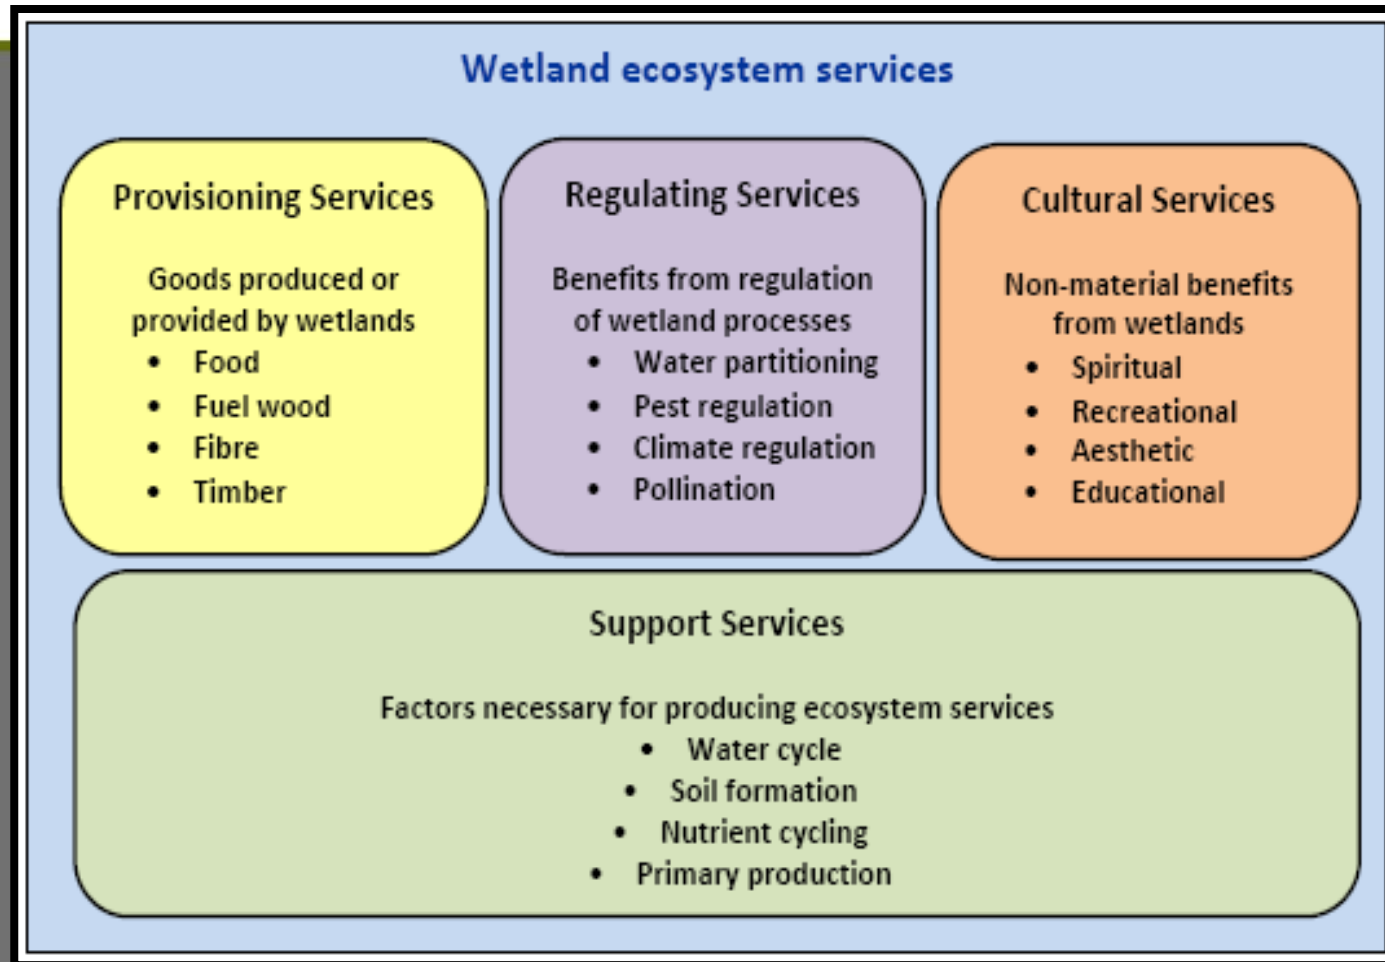 Wetland ecosystem services
Provisioning Services
Goods produced or
provided by wetlands
• Food
• Fuel wood
• Fibre
• Timber
Regulating Services
Benefits from regulation
of wetland processes
• Water partitioning
• Pest regulation
• Climate regulation
• Pollination
Cultural Services
Non-material benefits
from wetlands
• Spiritual
• Recreational
• Aesthetic
• Educational
Support Services
Factors necessary for producing ecosystem services
• Water cycle
• Soil formation
• Nutrient cycling
• Primary production